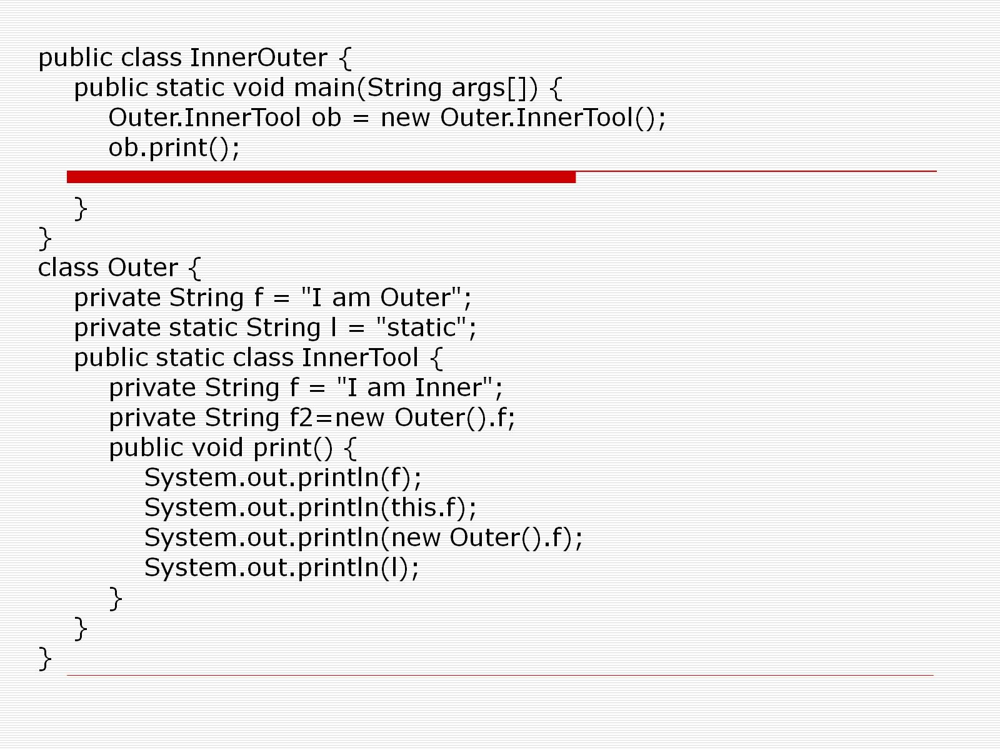 public class InnerOuter {
public static void main(String args[]) {
Outer.InnerTool ob = new Outer.InnerTool();
ob.print();
}
}
class Outer {
private String f = "I am Outer";
private static String l = "static";
public static class InnerTool {
private String f = "I am Inner";
private String f2=new Outer().f;
public void print() {
System.out.println(f);
System.out.println(this.f);
System.out.println(new Outer().f);
System.out.println(l);
}
}
}